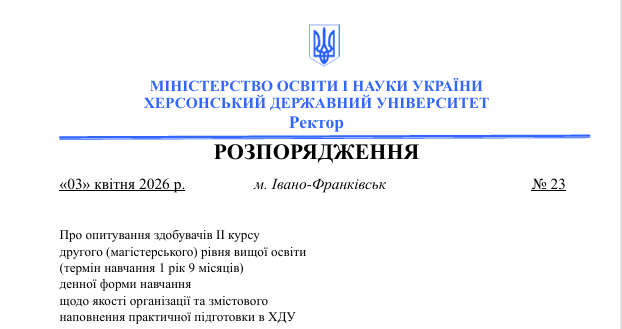 МІНІСТЕРСТВО ОСВІТИ І НАУКИ УКРАЇНИ
ХЕРСОНСЬКИЙ ДЕРЖАВНИЙ УНІВЕРСИТЕТ
Ректор
РОЗПОРЯДЖЕННЯ
«03» квітня 2026 р. м. Івано-Франківськ № 23
Про опитування здобувачів ІІ курсу
другого (магістерського) рівня вищої освіти
(термін навчання 1 рік 9 місяців)
денної форми навчання
щодо якості організації та змістового
наповнення практичної підготовки в ХДУ